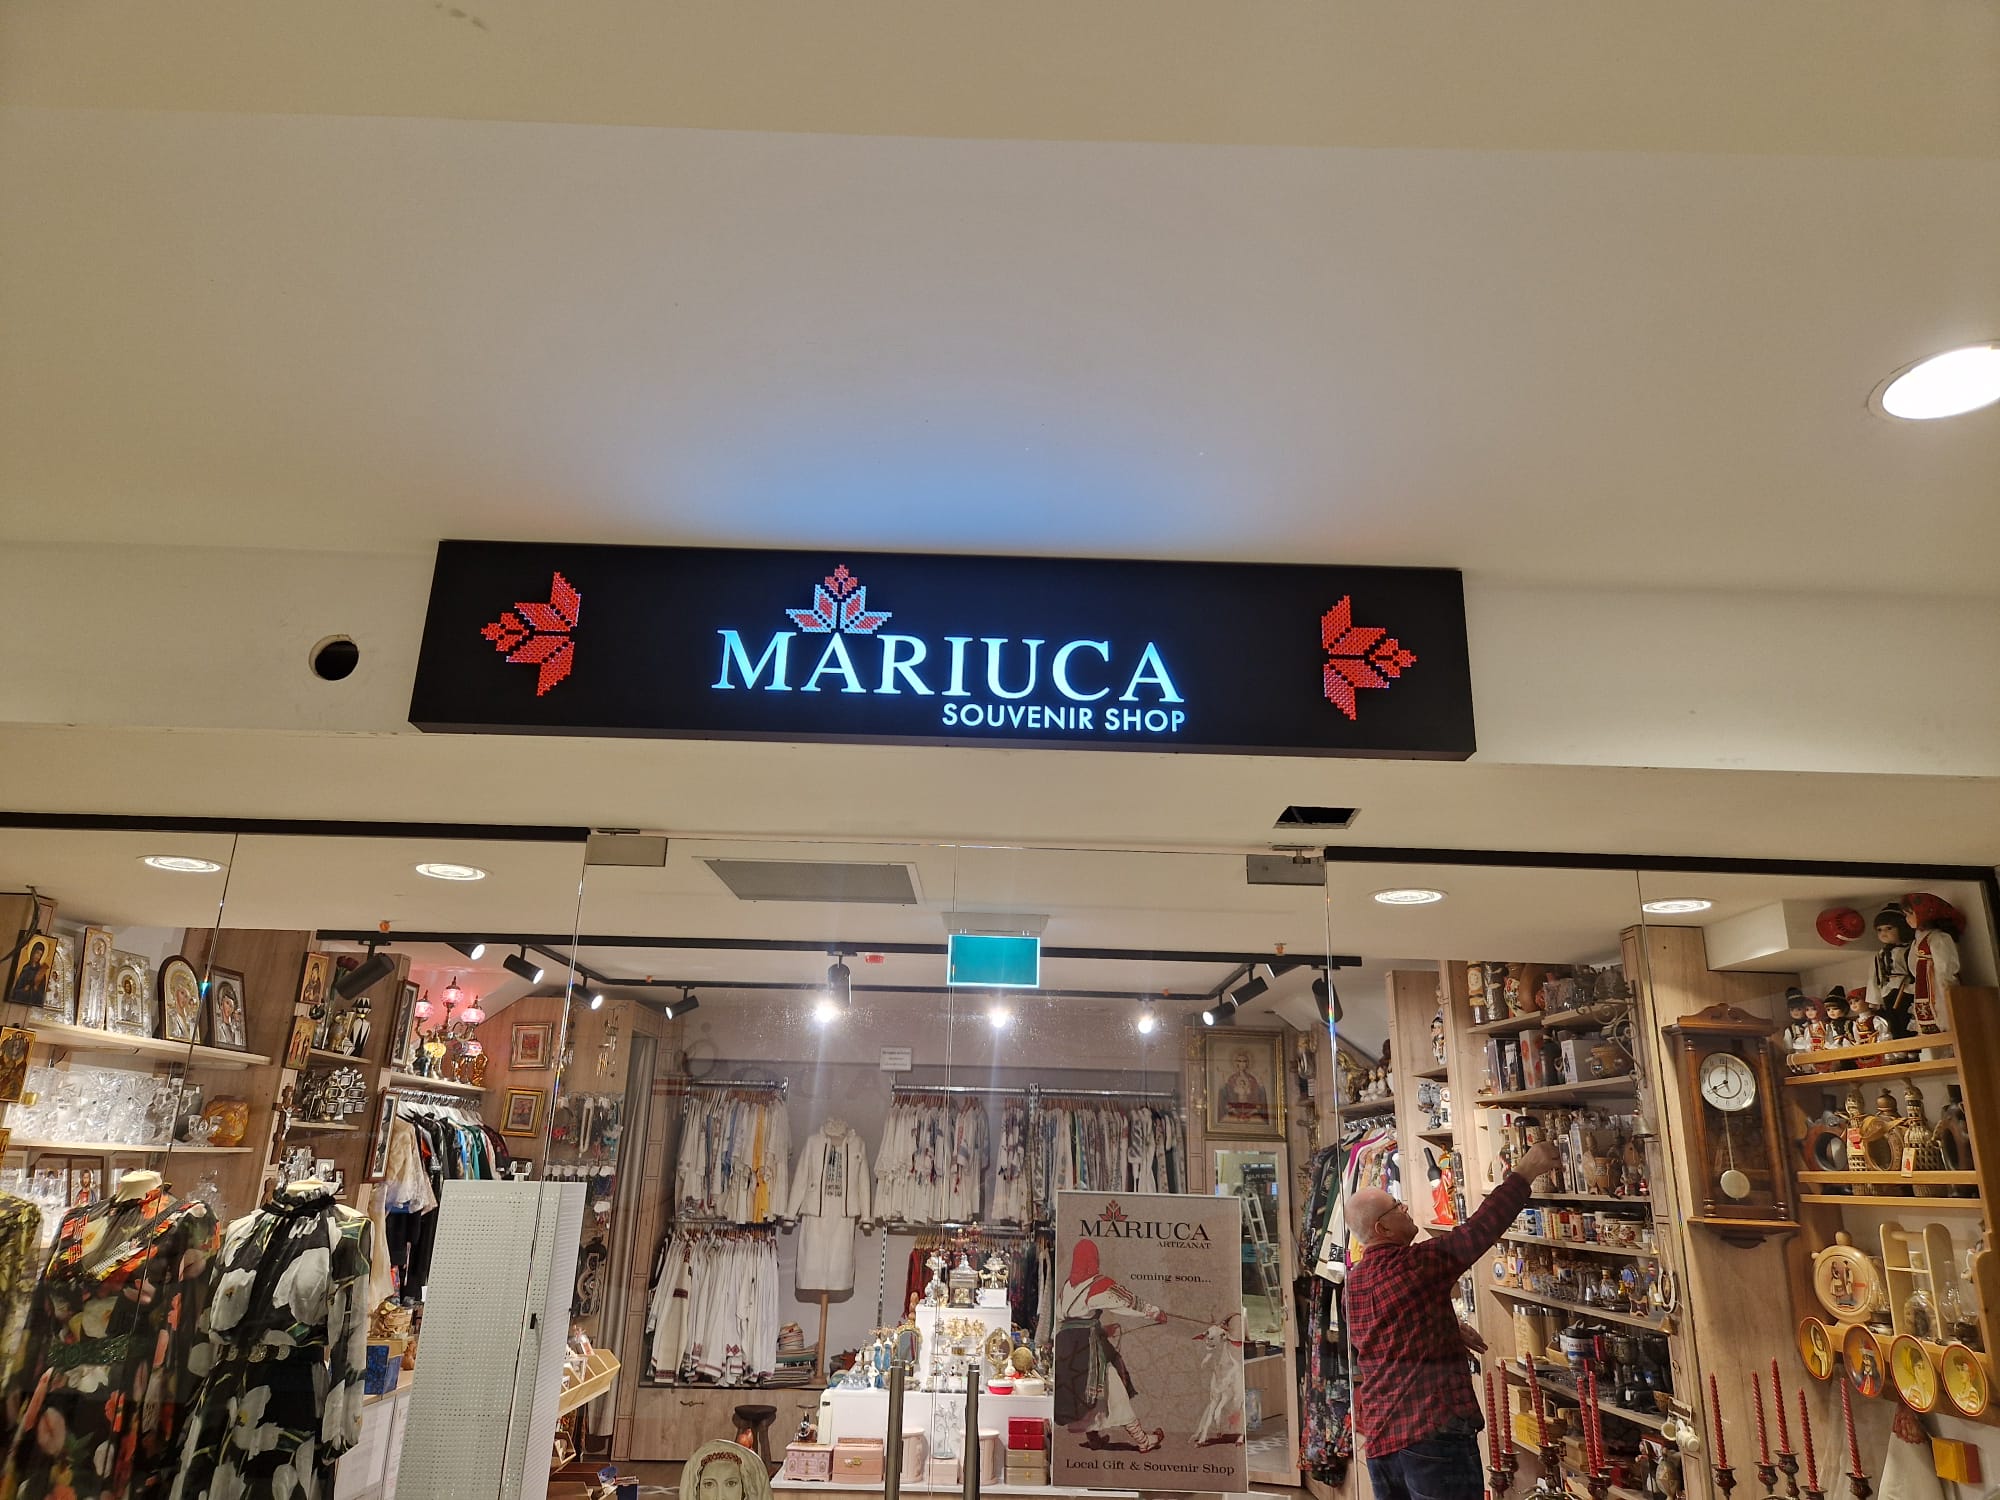 MARIUCA
SOUVENIR SHOP
MARIUCA
ARTIZANAT
coming soon...
Local Gift & Souvenir Shop